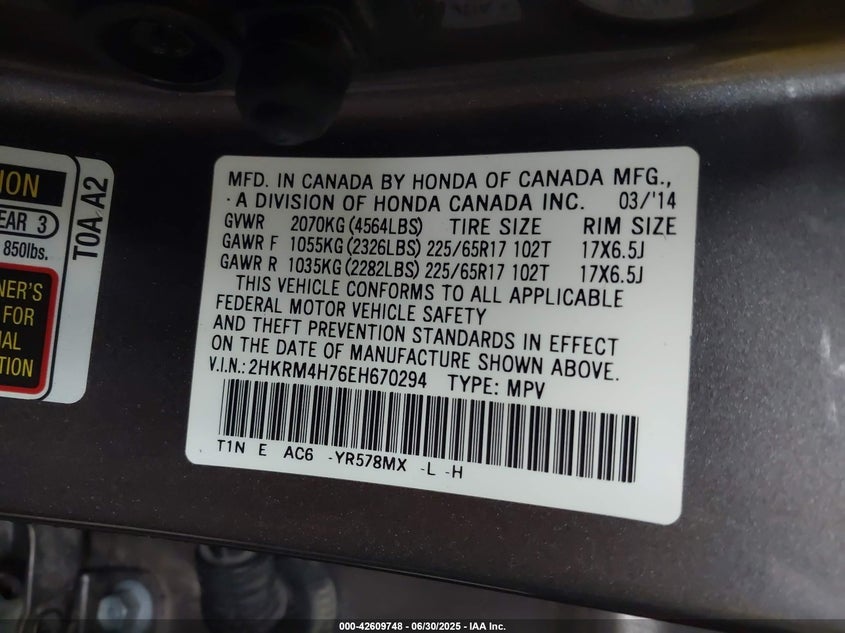 ION
EAR 3
850lbs.
NER'S
FOR
IAL
TION
T0A A2
MFD. IN CANADA BY HONDA OF CANADA MFG.,
A DIVISION OF HONDA CANADA INC. 03/'14
GVWR 2070KG (4564LBS) TIRE SIZE RIM SIZE
GAWR F 1055KG (2326LBS) 225/65R17 102T 17X6.5J
GAWR R 1035KG (2282LBS) 225/65R17 102T 17X6.5J
THIS VEHICLE CONFORMS TO ALL APPLICABLE
FEDERAL MOTOR VEHICLE SAFETY
AND THEFT PREVENTION STANDARDS IN EFFECT
ON THE DATE OF MANUFACTURE SHOWN ABOVE.
V.I.N.: 2HKRM4H76EH670294 TYPE: MPV
T1N E AC6 -YR578MX -L -H
000-42609748 - 06/30/2025 - IAA Inc.